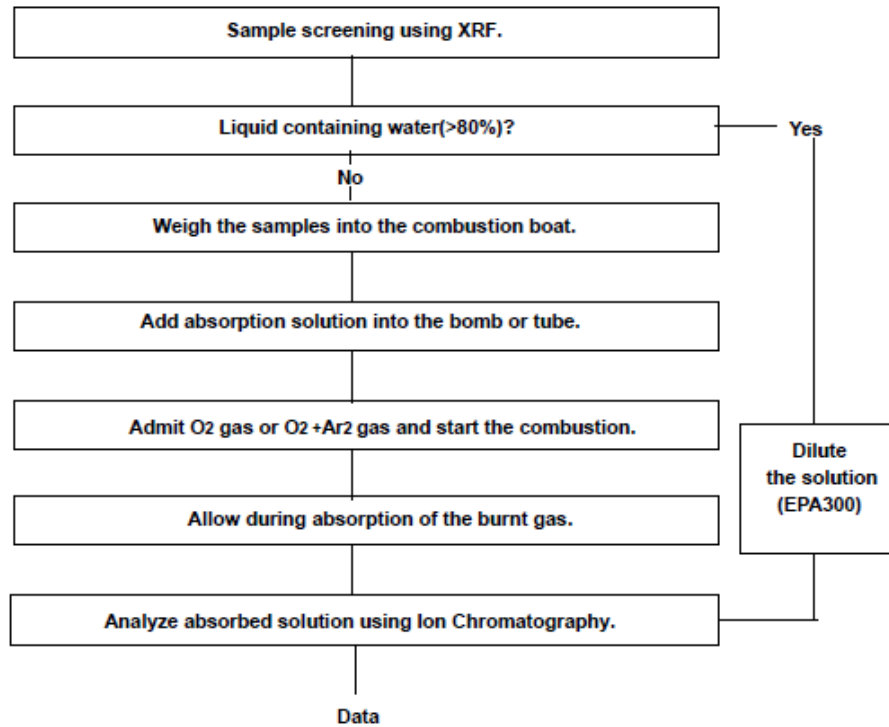 Sample screening using XRF.
Liquid containing water(>80%)?
Yes
No
Weigh the samples into the combustion boat.
Add absorption solution into the bomb or tube.
Admit O2 gas or O2 +Ar2 gas and start the combustion.
Dilute
the solution
(EPA300)
Allow during absorption of the burnt gas.
Analyze absorbed solution using Ion Chromatography.
Data